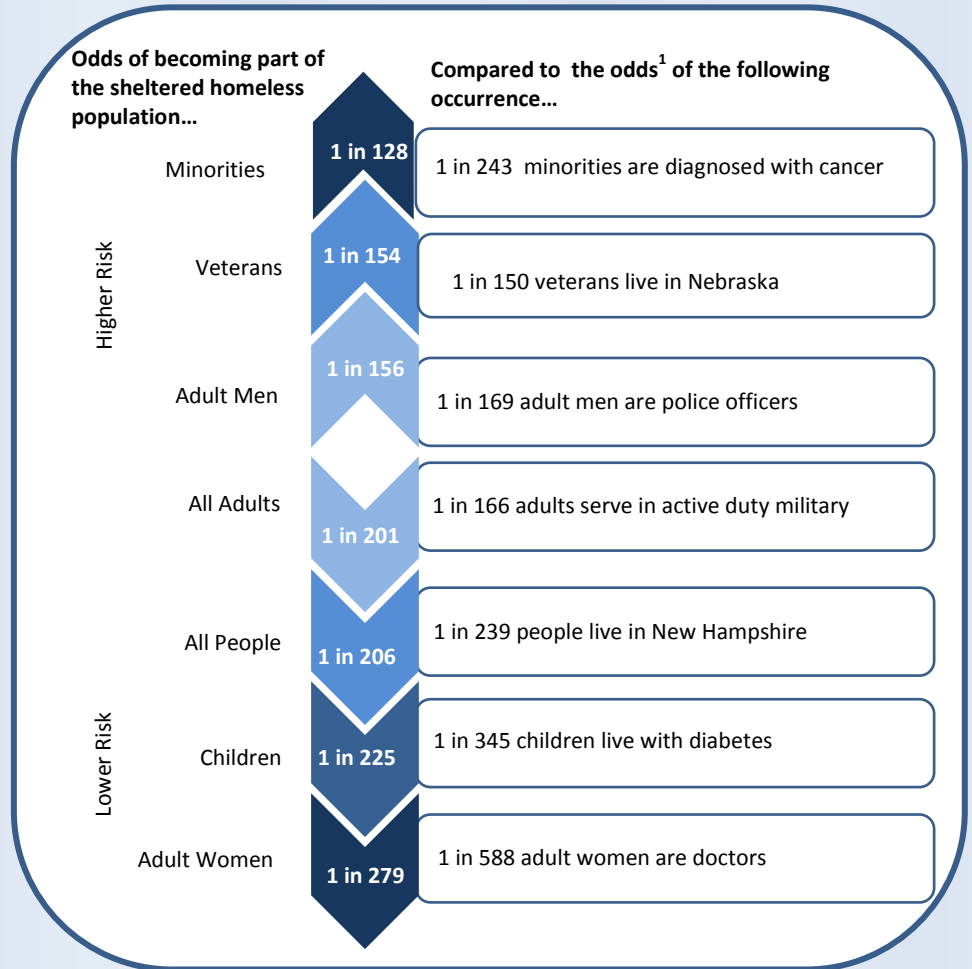 Odds of becoming part of
the sheltered homeless
population…
Compared to the odds1 of the following
occurrence…
Higher Risk
Lower Risk
Minorities
1 in 128
1 in 243 minorities are diagnosed with cancer
Veterans
1 in 154
1 in 150 veterans live in Nebraska
Adult Men
1 in 156
1 in 169 adult men are police officers
All Adults
1 in 201
1 in 166 adults serve in active duty military
All People
1 in 206
1 in 239 people live in New Hampshire
Children
1 in 225
1 in 345 children live with diabetes
Adult Women
1 in 279
1 in 588 adult women are doctors